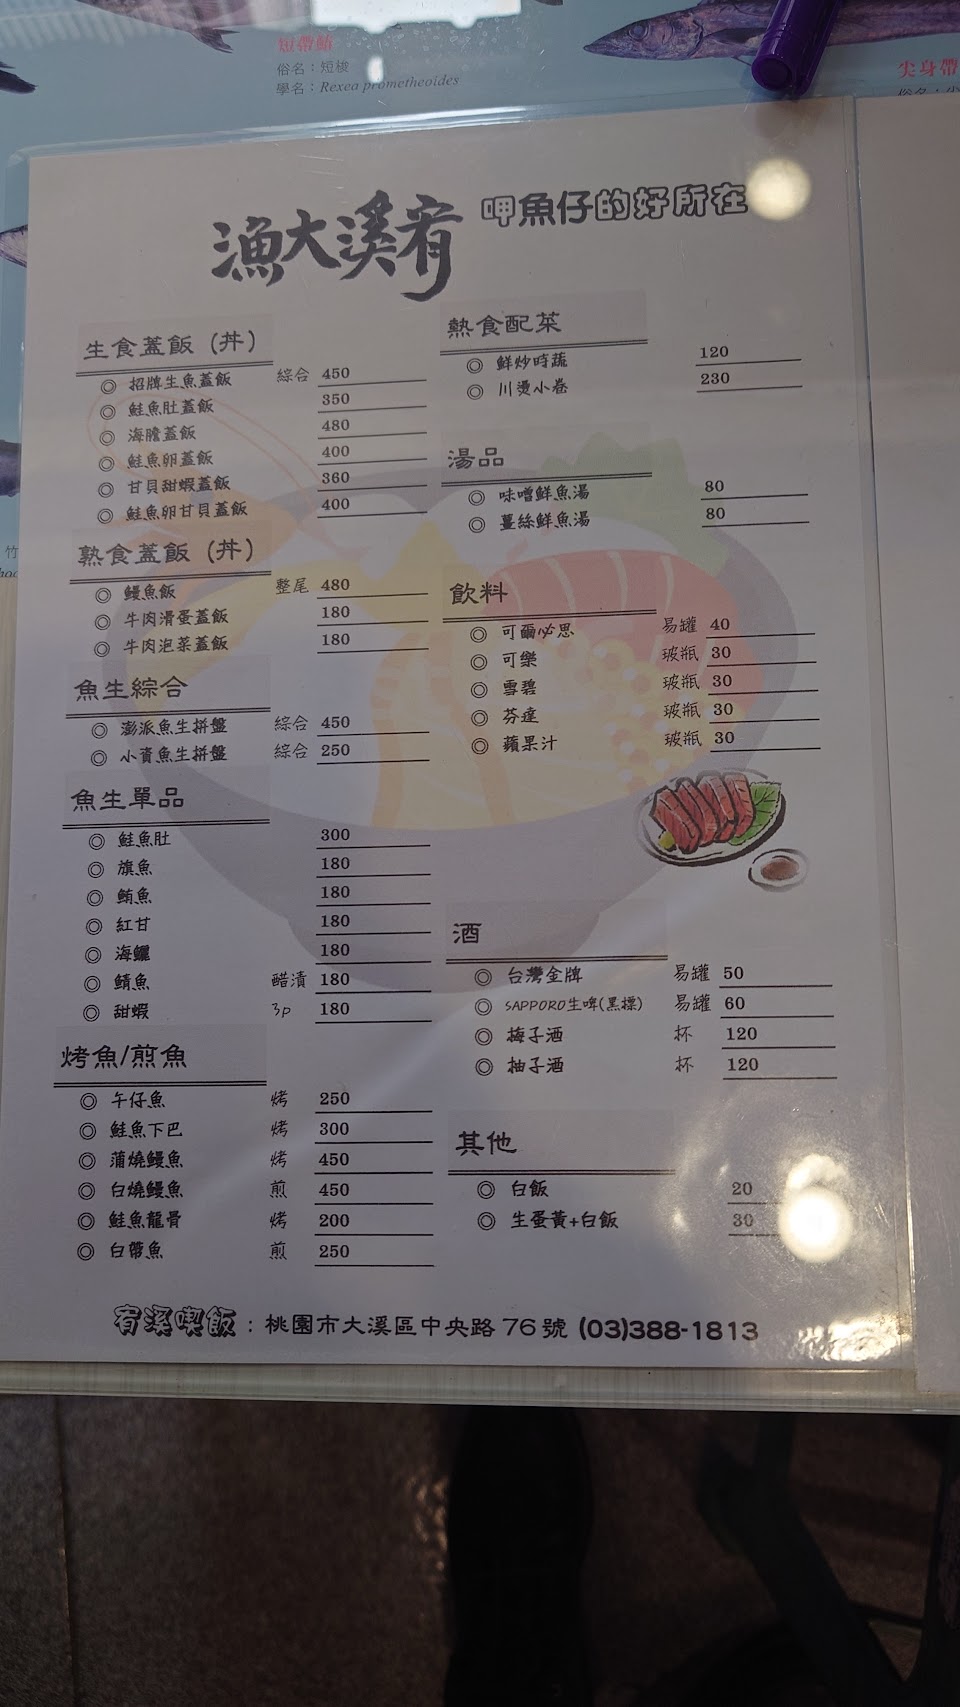 短帶鰆
俗名：短梭
學名：Rexea prometheoides
尖身帶
竹
漁大溪宥
呷魚仔的好所在
生食蓋飯 (丼)
◎ 招牌生魚蓋飯 綜合 450
◎ 鮭魚肚蓋飯 350
◎ 海膽蓋飯 480
◎ 鮭魚卵蓋飯 400
◎ 甘貝甜蝦蓋飯 360
◎ 鮭魚卵甘貝蓋飯 400
熟食蓋飯 (丼)
◎ 鰻魚飯 整尾 480
◎ 牛肉滑蛋蓋飯 180
◎ 牛肉泡菜蓋飯 180
魚生綜合
◎ 澎派魚生拼盤 綜合 450
◎ 小資魚生拼盤 綜合 250
魚生單品
◎ 鮭魚肚 300
◎ 旗魚 180
◎ 鮪魚 180
◎ 紅甘 180
◎ 海鱺 180
◎ 鯖魚 醋漬 180
◎ 甜蝦 3p 180
烤魚/煎魚
◎ 午仔魚 烤 250
◎ 鮭魚下巴 烤 300
◎ 蒲燒鰻魚 烤 450
◎ 白燒鰻魚 煎 450
◎ 鮭魚龍骨 烤 200
◎ 白帶魚 煎 250
熱食配菜
◎ 鮮炒時蔬 120
◎ 川燙小卷 230
湯品
◎ 味噌鮮魚湯 80
◎ 薑絲鮮魚湯 80
飲料
◎ 可爾必思 易罐 40
◎ 可樂 玻瓶 30
◎ 雪碧 玻瓶 30
◎ 芬達 玻瓶 30
◎ 蘋果汁 玻瓶 30
酒
◎ 台灣金牌 易罐 50
◎ SAPPORO生啤(黑標) 易罐 60
◎ 梅子酒 杯 120
◎ 柚子酒 杯 120
其他
◎ 白飯 20
◎ 生蛋黃+白飯 30
宥溪喫飯：桃園市大溪區中央路 76 號 (03)388-1813